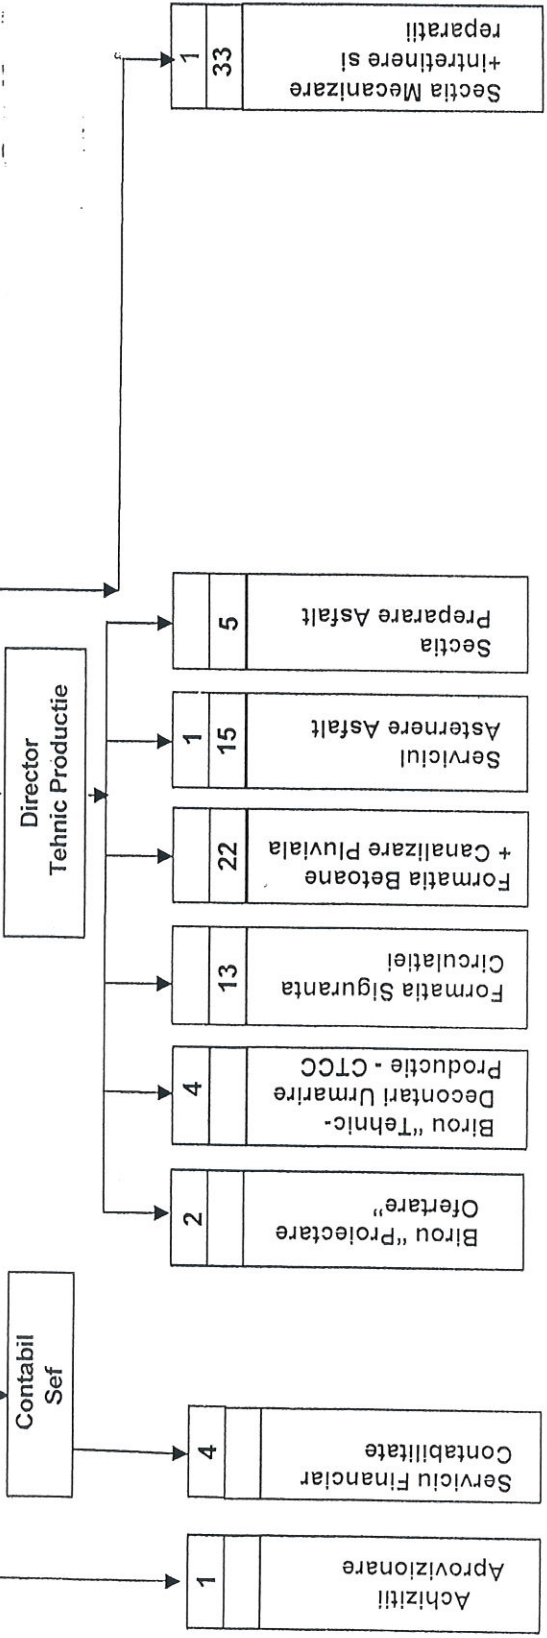 Director
Tehnic Productie
Contabil
Sef
1
Achizitii
Aprovizionare
4
Serviciu Financiar
Contabilitate
2
Birou "Proiectare
Ofertare"
4
Birou "Tehnic-
Decontari Urmarire
Productie - CTCC
13
Formatia Siguranta
Circulatiei
22
Formatia Betoane
+ Canalizare Pluviala
1
15
Serviciul
Asternere Asfalt
5
Sectia
Preparare Asfalt
1
33
Sectia Mecanizare
+intretinere si
reparatii